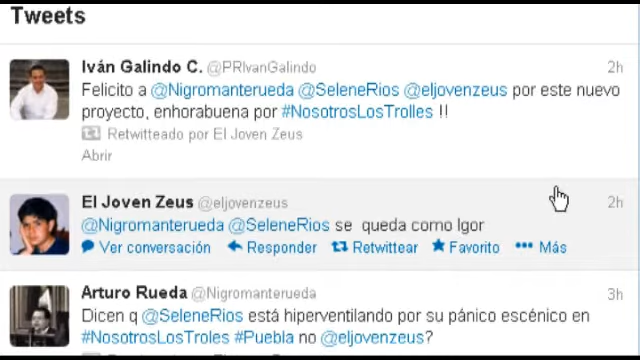 Tweets
Iván Galindo C. @PRIvanGalindo 2h
Felicito a @Nigromanterueda @SeleneRios @eljovenzeus por este nuevo
proyecto, enhorabuena por #NosotrosLosTrolles !!
Retwitteado por El Joven Zeus
Abrir
El Joven Zeus @eljovenzeus 2h
@Nigromanterueda @SeleneRios se queda como Igor
Ver conversación Responder Retwittear Favorito Más
Arturo Rueda @Nigromanterueda 3h
Dicen q @SeleneRios está hiperventilando por su pánico escénico en
#NosotrosLosTroles #Puebla no @eljovenzeus?